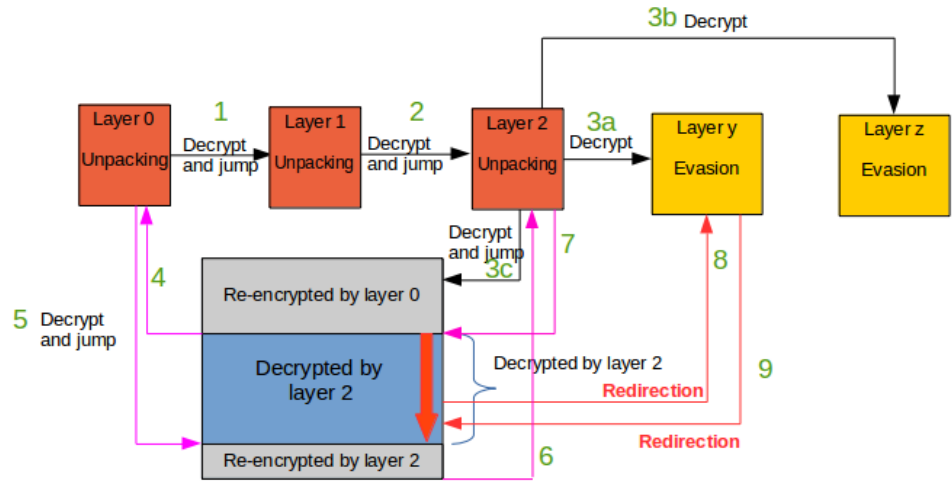 3b Decrypt
Layer 0
Unpacking
1
Decrypt
and jump
Layer 1
Unpacking
2
Decrypt
and jump
Layer 2
Unpacking
3a
Decrypt
Layer y
Evasion
Layer z
Evasion
Decrypt
and jump
3c
7
4
8
5
Decrypt
and jump
Re-encrypted by layer 0
Decrypted by
layer 2
Decrypted by layer 2
Redirection
9
Redirection
Re-encrypted by layer 2
6